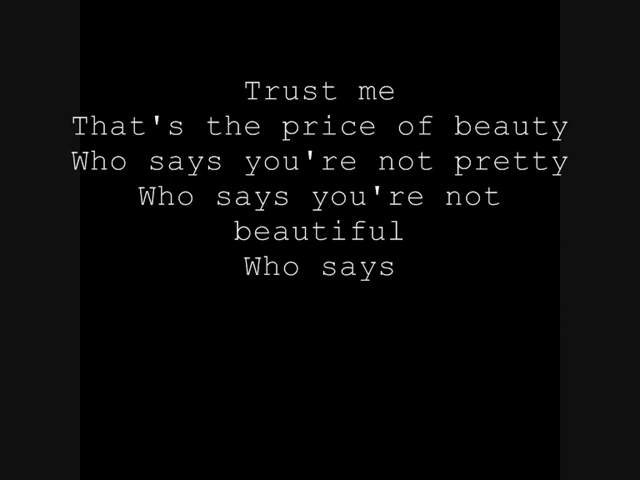 Trust me
That's the price of beauty
Who says you're not pretty
Who says you're not
beautiful
Who says